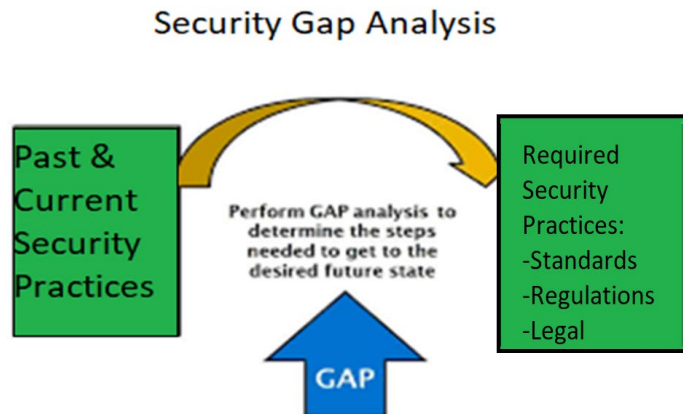 Security Gap Analysis
Past &
Current
Security
Practices
Perform GAP analysis to
determine the steps
needed to get to the
desired future state
GAP
Required
Security
Practices:
-Standards
-Regulations
-Legal